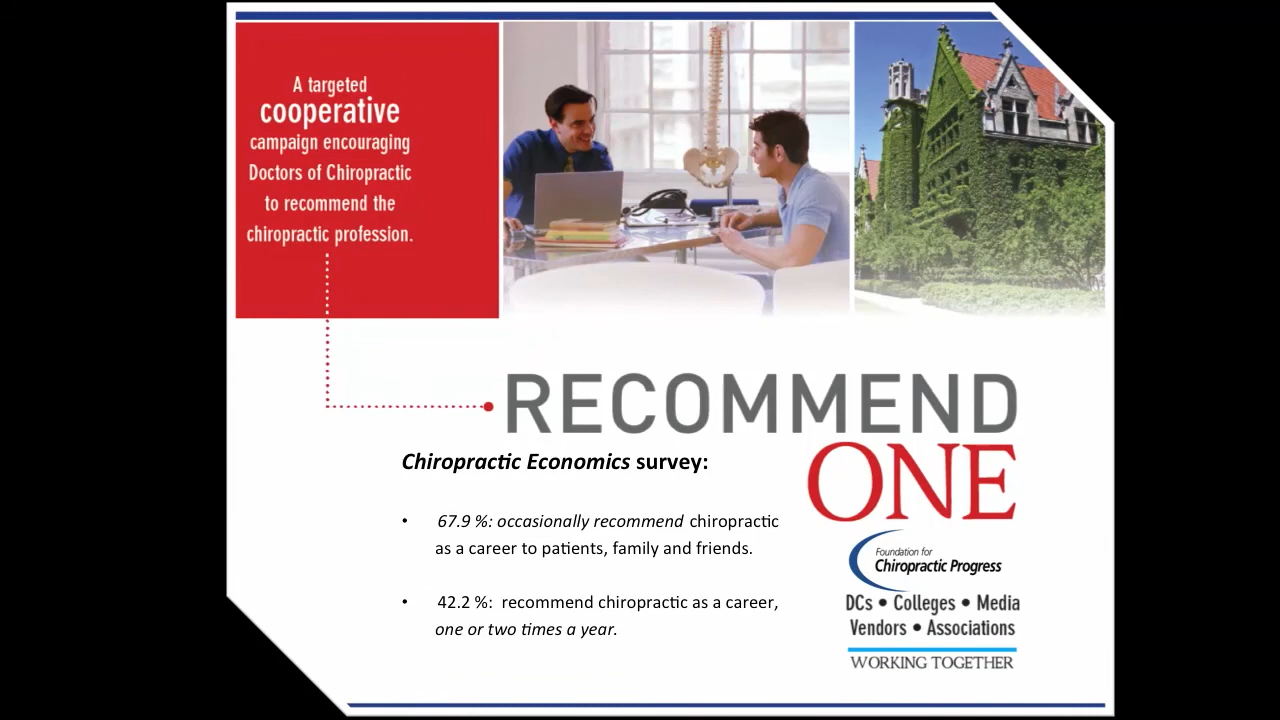 A targeted
cooperative
campaign encouraging
Doctors of Chiropractic
to recommend the
chiropractic profession.
RECOMMEND
ONE
Chiropractic Economics survey:
• 67.9 %: occasionally recommend chiropractic
as a career to patients, family and friends.
• 42.2 %: recommend chiropractic as a career,
one or two times a year.
Foundation for
Chiropractic Progress
DCs • Colleges • Media
Vendors • Associations
WORKING TOGETHER